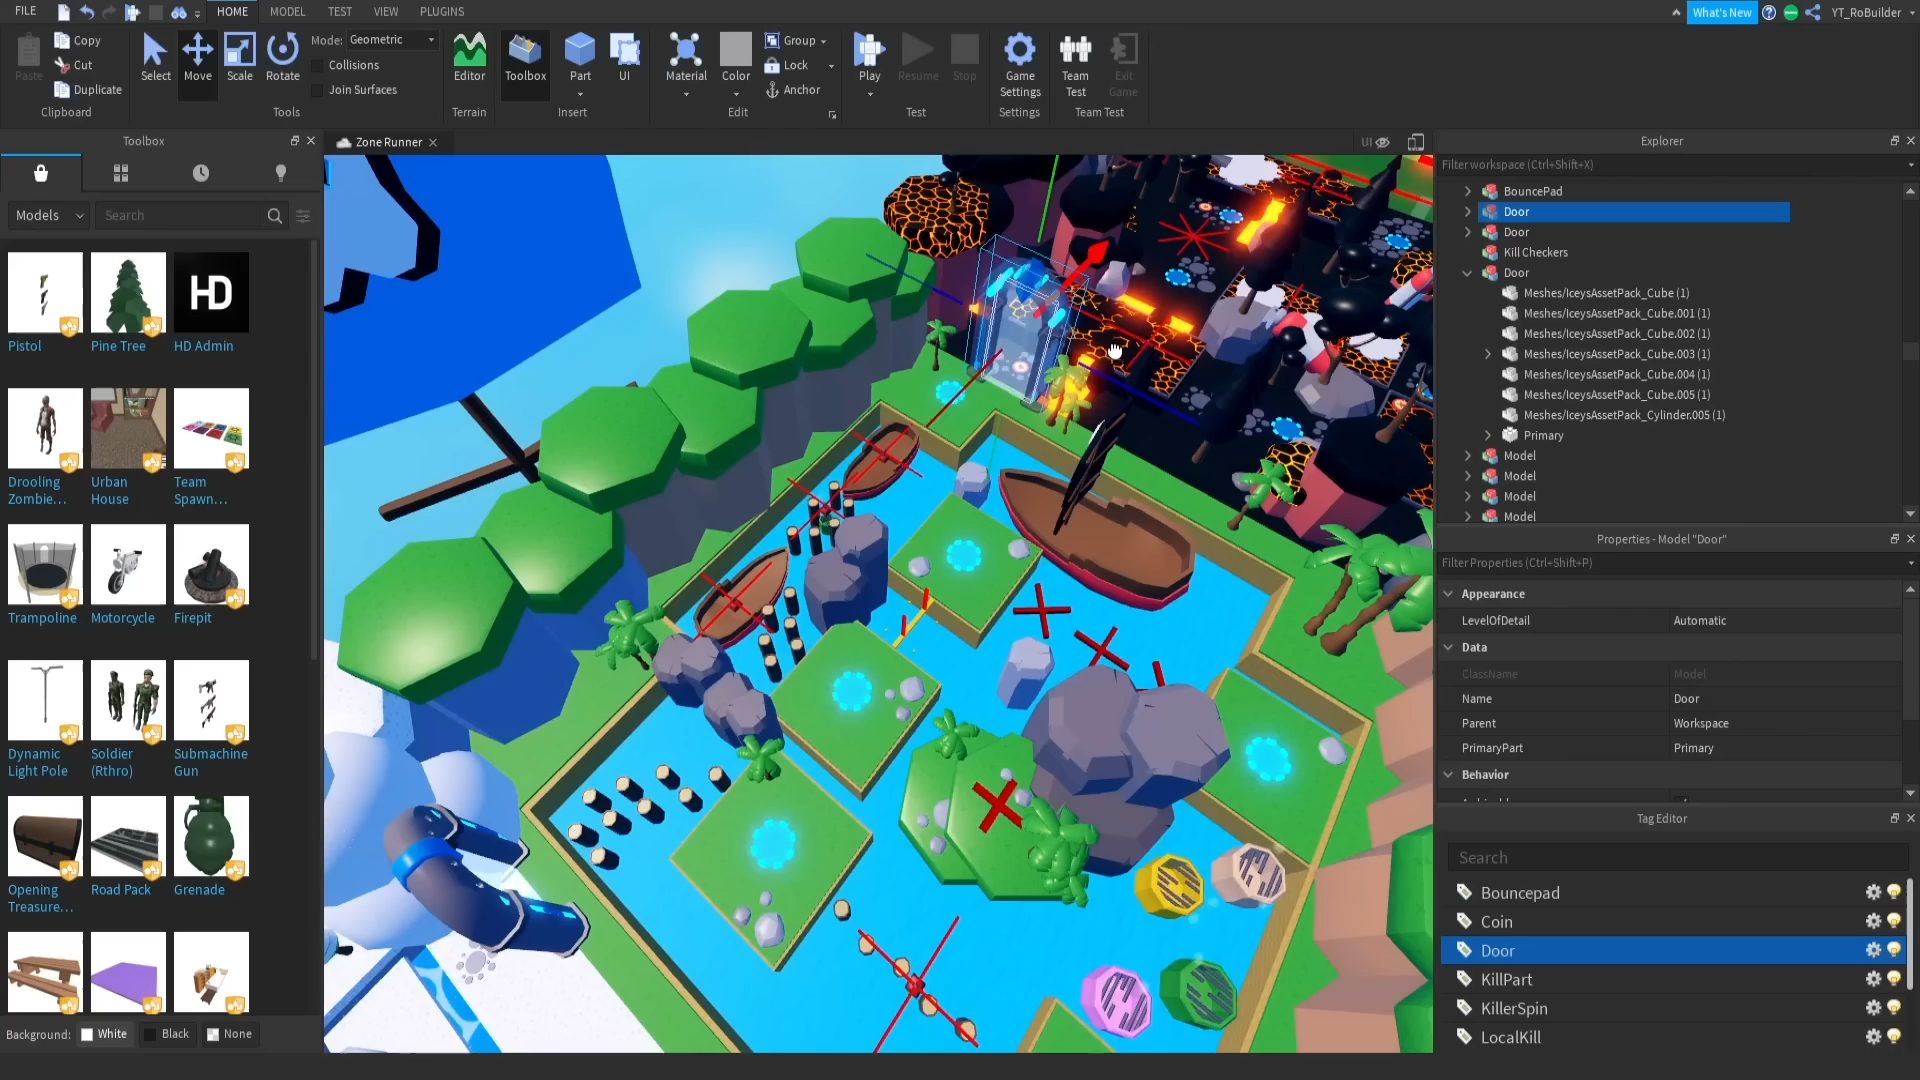 FILE
HOME
MODEL
TEST
VIEW
PLUGINS
What's New
YT_RoBuilder
Paste
Copy
Cut
Duplicate
Clipboard
Select
Move
Scale
Rotate
Mode: Geometric
Collisions
Join Surfaces
Tools
Editor
Terrain
Toolbox
Part
UI
Insert
Material
Color
Group
Lock
Anchor
Edit
Play
Resume
Stop
Test
Game
Settings
Settings
Team
Test
Exit
Game
Team Test
Toolbox
Models
Search
Pistol
Pine Tree
HD
HD Admin
Drooling
Zombie...
Urban
House
Team
Spawn...
Trampoline
Motorcycle
Firepit
Dynamic
Light Pole
Soldier
(Rthro)
Submachine
Gun
Opening
Treasure...
Road Pack
Grenade
Background:
White
Black
None
Zone Runner
UI
Explorer
Filter workspace (Ctrl+Shift+X)
BouncePad
Door
Door
Kill Checkers
Door
Meshes/IceysAssetPack_Cube (1)
Meshes/IceysAssetPack_Cube.001 (1)
Meshes/IceysAssetPack_Cube.002 (1)
Meshes/IceysAssetPack_Cube.003 (1)
Meshes/IceysAssetPack_Cube.004 (1)
Meshes/IceysAssetPack_Cube.005 (1)
Meshes/IceysAssetPack_Cylinder.005 (1)
Primary
Model
Model
Model
Model
Properties - Model "Door"
Filter Properties (Ctrl+Shift+P)
Appearance
LevelOfDetail Automatic
Data
ClassName Model
Name Door
Parent Workspace
PrimaryPart Primary
Behavior
Tag Editor
Search
Bouncepad
Coin
Door
KillPart
KillerSpin
LocalKill